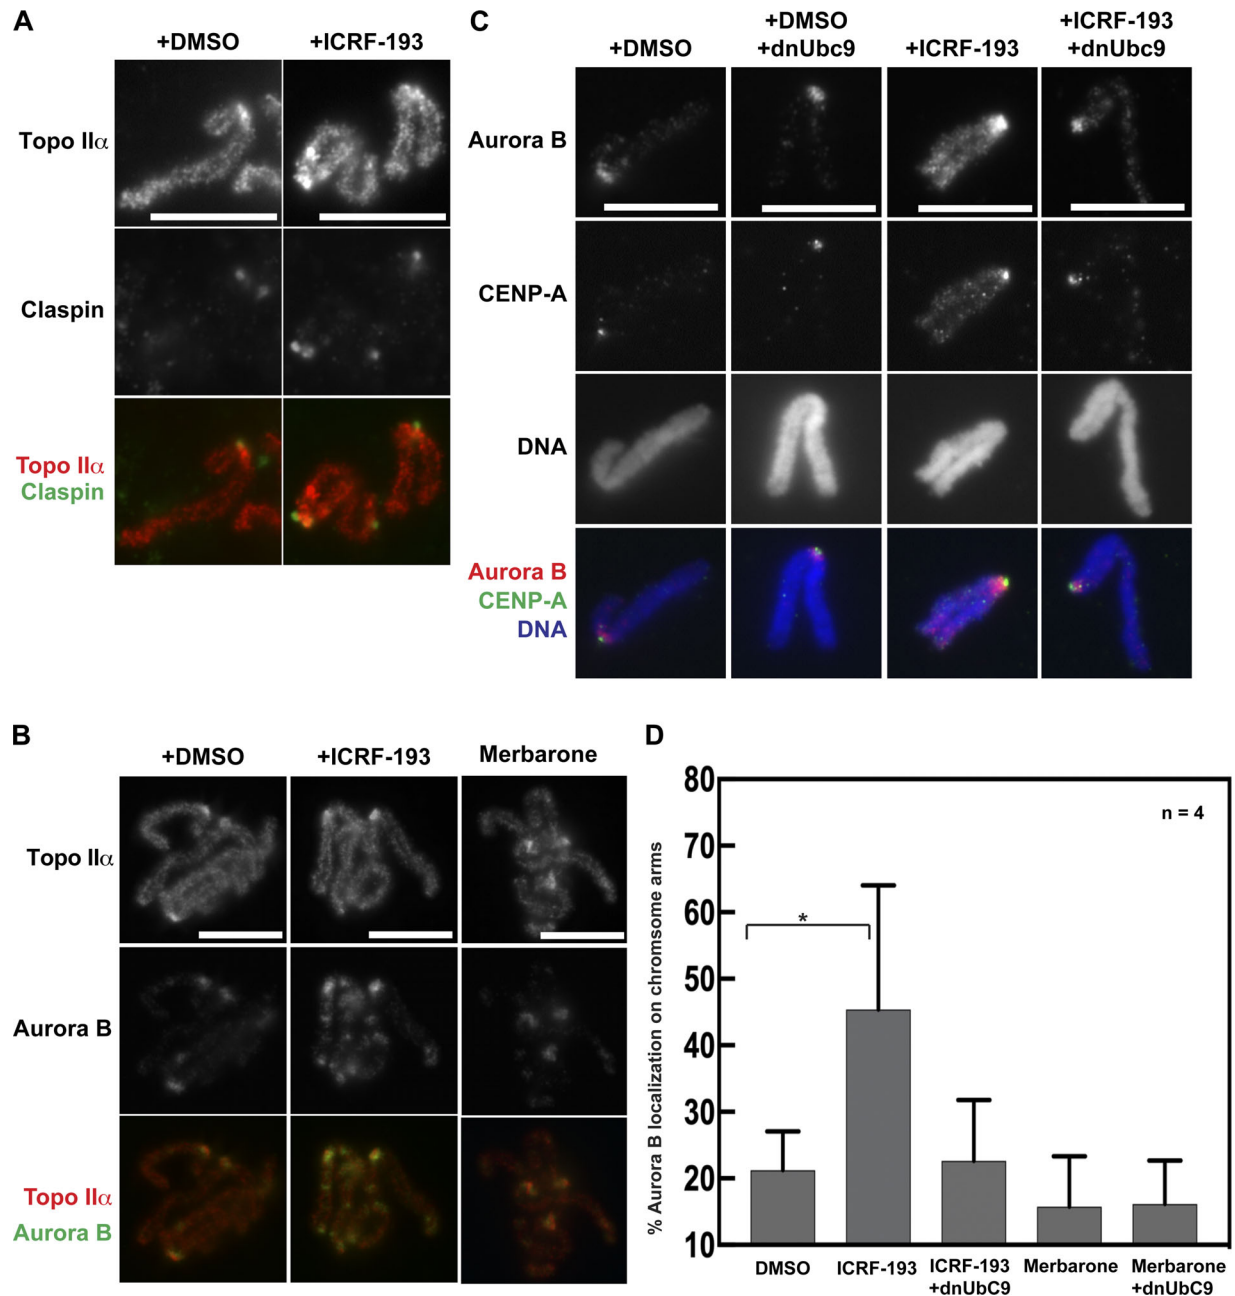 A
+DMSO
+ICRF-193
Topo IIα
Claspin
Topo IIα
Claspin
C
+DMSO
+DMSO
+dnUbc9
+ICRF-193
+ICRF-193
+dnUbc9
Aurora B
CENP-A
DNA
Aurora B
CENP-A
DNA
B
+DMSO
+ICRF-193
Merbarone
Topo IIα
Aurora B
Topo IIα
Aurora B
D
% Aurora B localization on chromsome arms
80
70
60
50
40
30
20
10
n = 4
*
DMSO
ICRF-193
ICRF-193
+dnUbC9
Merbarone
Merbarone
+dnUbC9